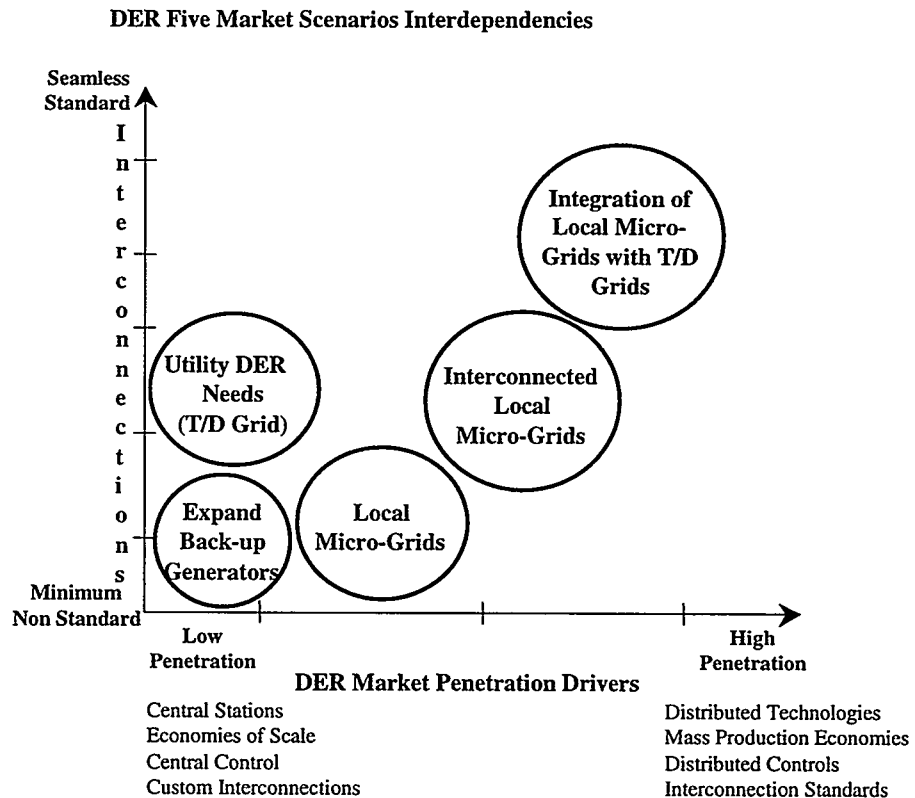 DER Five Market Scenarios Interdependencies
Seamless
Standard
Interconnections
Integration of
Local Micro-
Grids with T/D
Grids
Utility DER
Needs
(T/D Grid)
Interconnected
Local
Micro-Grids
Expand
Back-up
Generators
Local
Micro-Grids
Minimum
Non Standard
Low
Penetration
High
Penetration
DER Market Penetration Drivers
Central Stations
Economies of Scale
Central Control
Custom Interconnections
Distributed Technologies
Mass Production Economies
Distributed Controls
Interconnection Standards